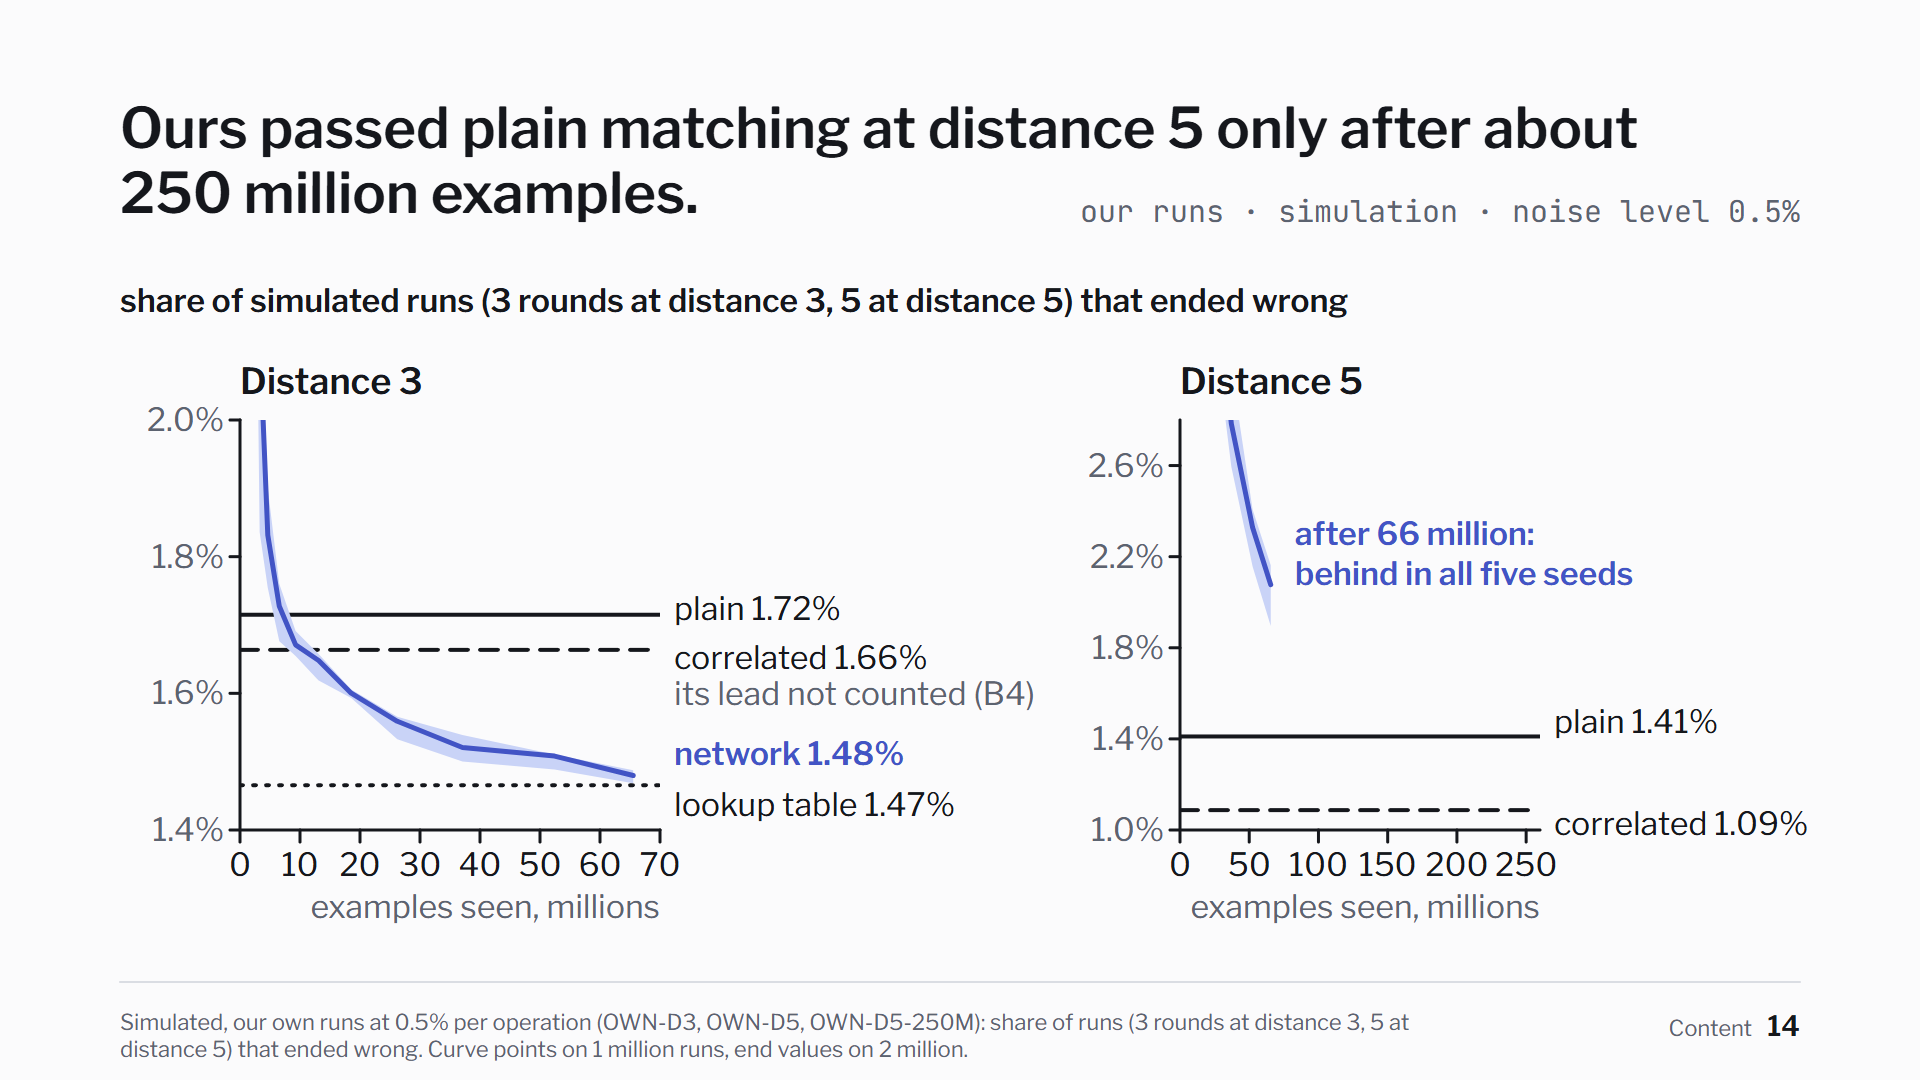 Ours passed plain matching at distance 5 only after about
250 million examples.
our runs · simulation · noise level 0.5%
share of simulated runs (3 rounds at distance 3, 5 at distance 5) that ended wrong
Distance 3
2.0%
1.8%
1.6%
1.4%
0 10 20 30 40 50 60 70
examples seen, millions
plain 1.72%
correlated 1.66%
its lead not counted (B4)
network 1.48%
lookup table 1.47%
Distance 5
2.6%
2.2%
1.8%
1.4%
1.0%
0 50 100 150 200 250
examples seen, millions
after 66 million:
behind in all five seeds
plain 1.41%
correlated 1.09%
Simulated, our own runs at 0.5% per operation (OWN-D3, OWN-D5, OWN-D5-250M): share of runs (3 rounds at distance 3, 5 at
distance 5) that ended wrong. Curve points on 1 million runs, end values on 2 million.
Content 14